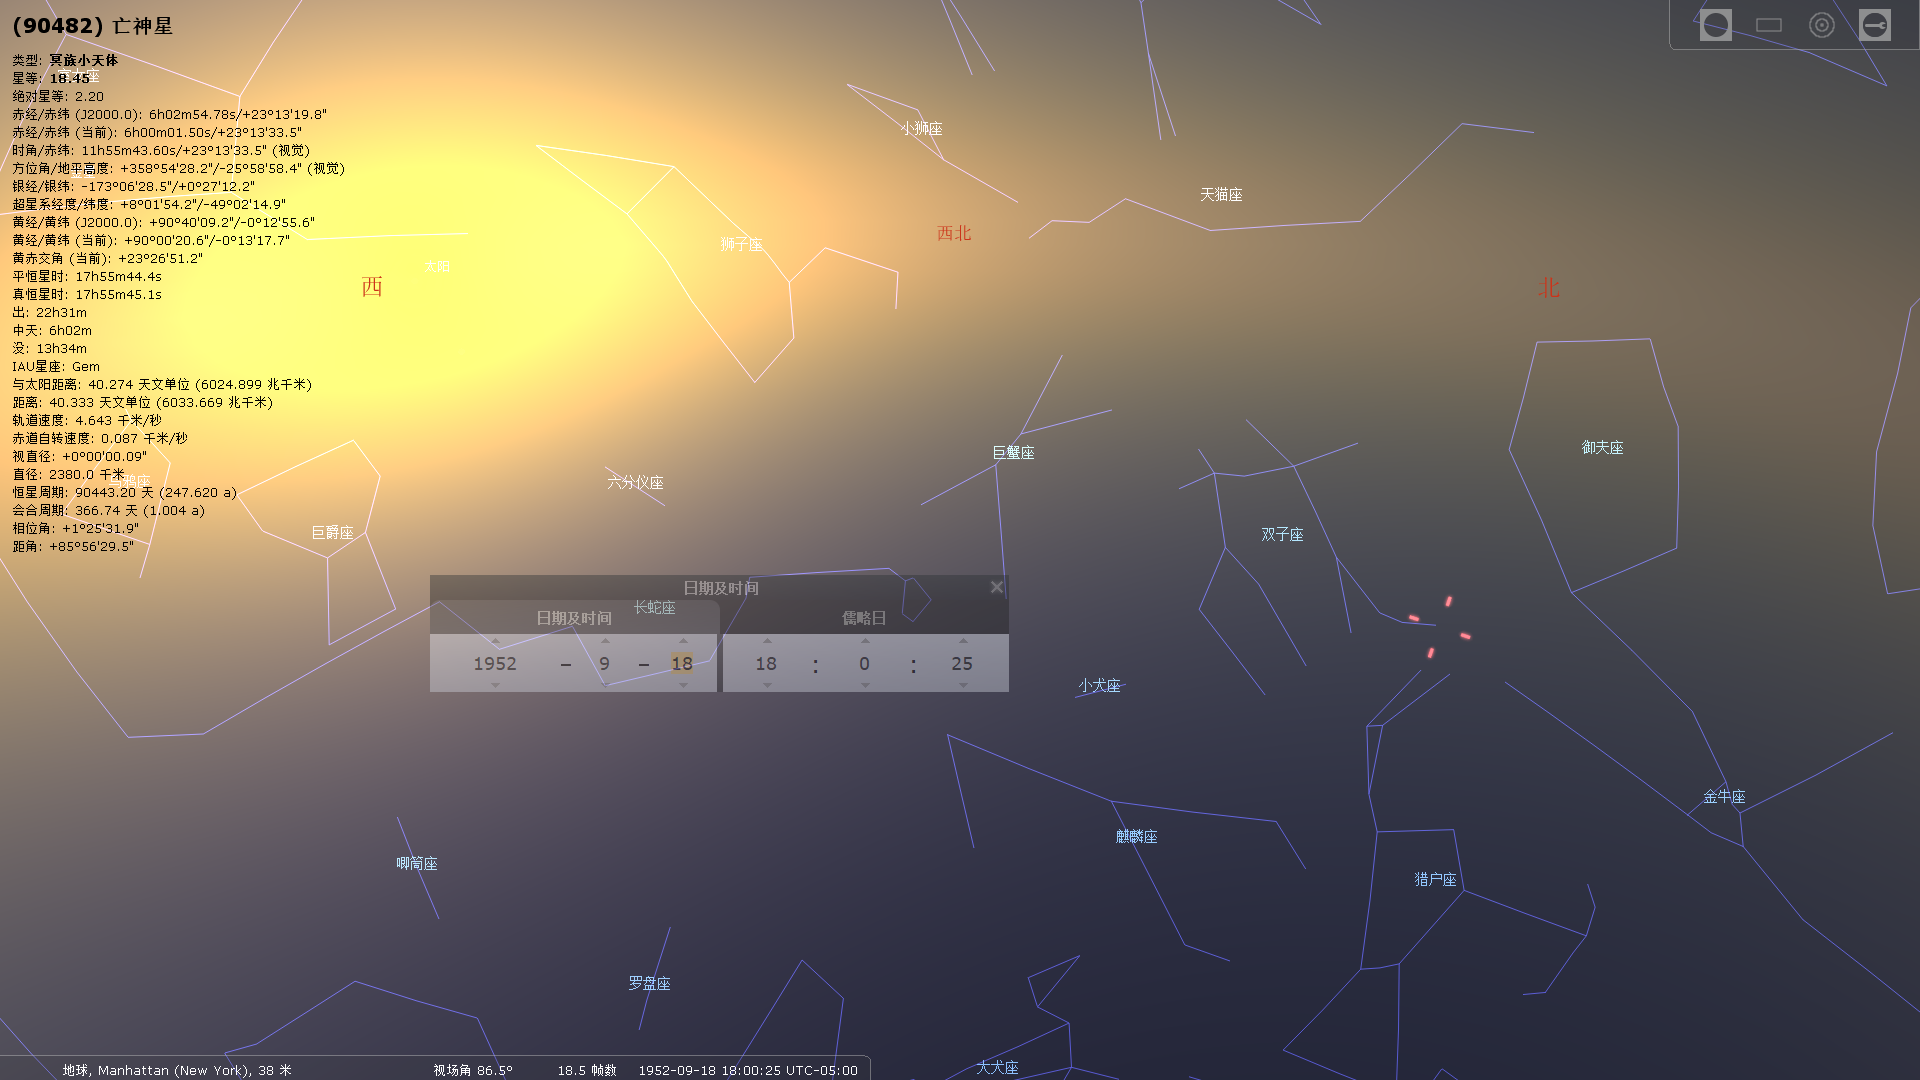 (90482) 亡神星
类型: 冥族小天体
星等: 18.45
绝对星等: 2.20
赤经/赤纬 (J2000.0): 6h02m54.78s/+23°13'19.8"
赤经/赤纬 (当前): 6h00m01.50s/+23°13'33.5"
时角/赤纬: 11h55m43.60s/+23°13'33.5" (视觉)
方位角/地平高度: +358°54'28.2"/-25°58'58.4" (视觉)
银经/银纬: -173°06'28.5"/+0°27'12.2"
超星系经度/纬度: +8°01'54.2"/-49°02'14.9"
黄经/黄纬 (J2000.0): +90°40'09.2"/-0°12'55.6"
黄经/黄纬 (当前): +90°00'20.6"/-0°13'17.7"
黄赤交角 (当前): +23°26'51.2"
平恒星时: 17h55m44.4s
真恒星时: 17h55m45.1s
出: 22h31m
中天: 6h02m
没: 13h34m
IAU星座: Gem
与太阳距离: 40.274 天文单位 (6024.899 兆千米)
距离: 40.333 天文单位 (6033.669 兆千米)
轨道速度: 4.643 千米/秒
赤道自转速度: 0.087 千米/秒
视直径: +0°00'00.09"
直径: 2380.0 千米
恒星周期: 90443.20 天 (247.620 a)
会合周期: 366.74 天 (1.004 a)
相位角: +1°25'31.9"
距角: +85°56'29.5"
小狮座
天猫座
西北
狮子座
太阳
西
北
巨蟹座
御夫座
六分仪座
巨爵座
双子座
日期及时间
长蛇座
日期及时间
儒略日
1952 - 9 - 18
18 : 0 : 25
小犬座
金牛座
麒麟座
唧筒座
猎户座
罗盘座
大犬座
地球, Manhattan (New York), 38 米
视场角 86.5°
18.5 帧数
1952-09-18 18:00:25 UTC-05:00